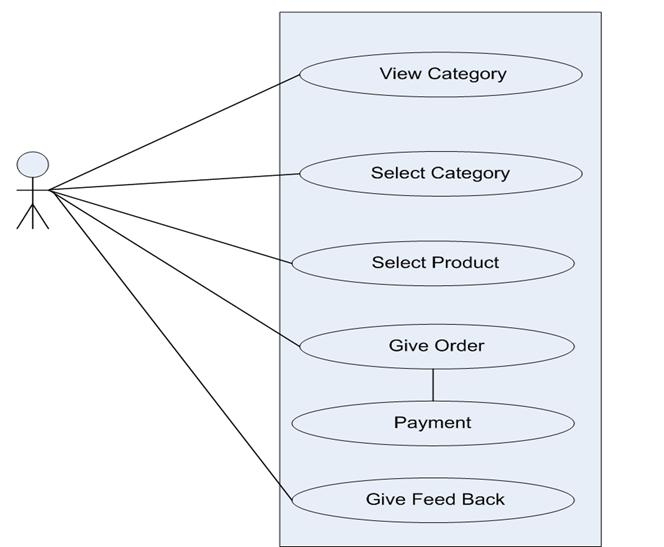 View Category
Select Category
Select Product
Give Order
Payment
Give Feed Back